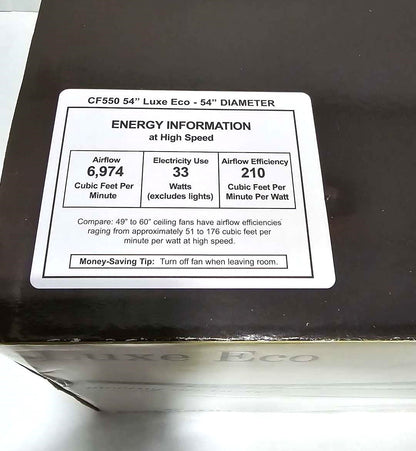 CF550 54” Luxe Eco - 54” DIAMETER
ENERGY INFORMATION
at High Speed
Airflow
6,974
Cubic Feet Per
Minute
Electricity Use
33
Watts
(excludes lights)
Airflow Efficiency
210
Cubic Feet Per
Minute Per Watt
Compare: 49” to 60” ceiling fans have airflow efficiencies
raging from approximately 51 to 176 cubic feet per
minute per watt at high speed.
Money-Saving Tip: Turn off fan when leaving room.
Luxe Eco